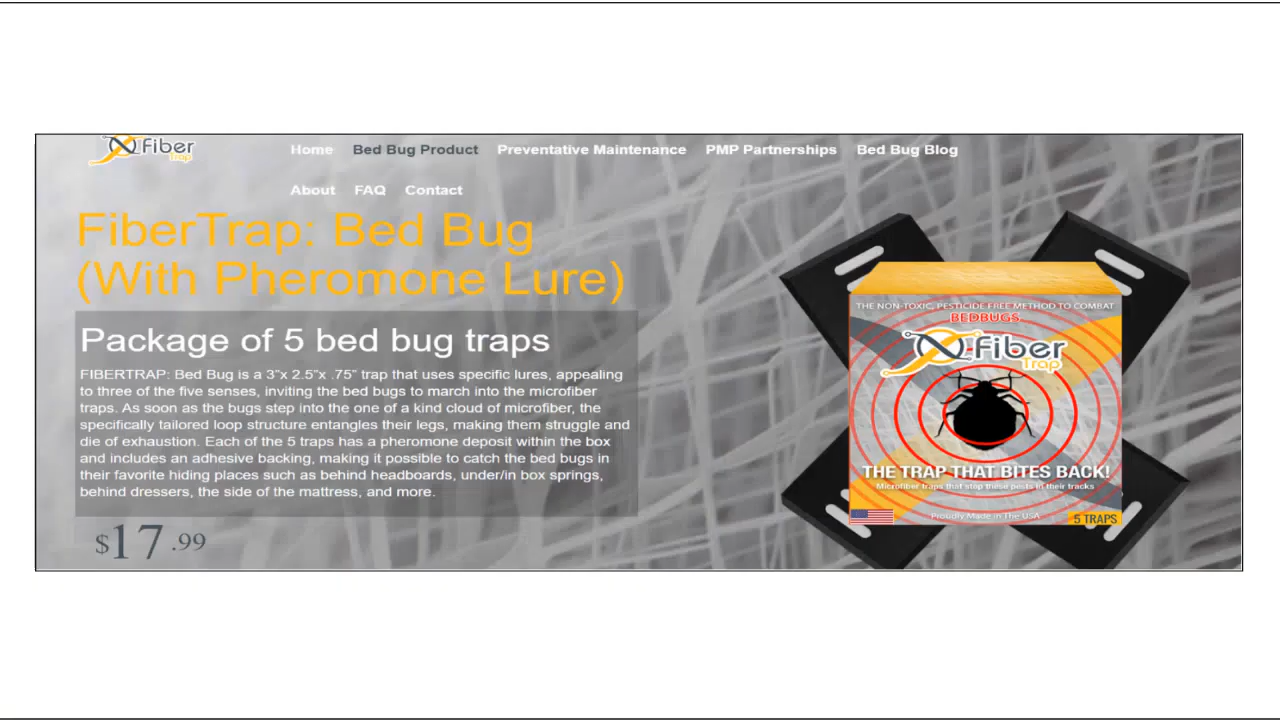 Fiber
Trap
Home Bed Bug Product Preventative Maintenance PMP Partnerships Bed Bug Blog
About FAQ Contact
FiberTrap: Bed Bug
(With Pheromone Lure)
Package of 5 bed bug traps
FIBERTRAP: Bed Bug is a 3"x 2.5"x .75" trap that uses specific lures, appealing
to three of the five senses, inviting the bed bugs to march into the microfiber
traps. As soon as the bugs step into the one of a kind cloud of microfiber, the
specifically tailored loop structure entangles their legs, making them struggle and
die of exhaustion. Each of the 5 traps has a pheromone deposit within the box
and includes an adhesive backing, making it possible to catch the bed bugs in
their favorite hiding places such as behind headboards, under/in box springs,
behind dressers, the side of the mattress, and more.
$17.99
THE NON-TOXIC, PESTICIDE FREE METHOD TO COMBAT
BEDBUGS
Fiber
Trap
THE TRAP THAT BITES BACK!
Microfiber traps that stop these pests in their tracks
Proudly Made in The USA
5 TRAPS